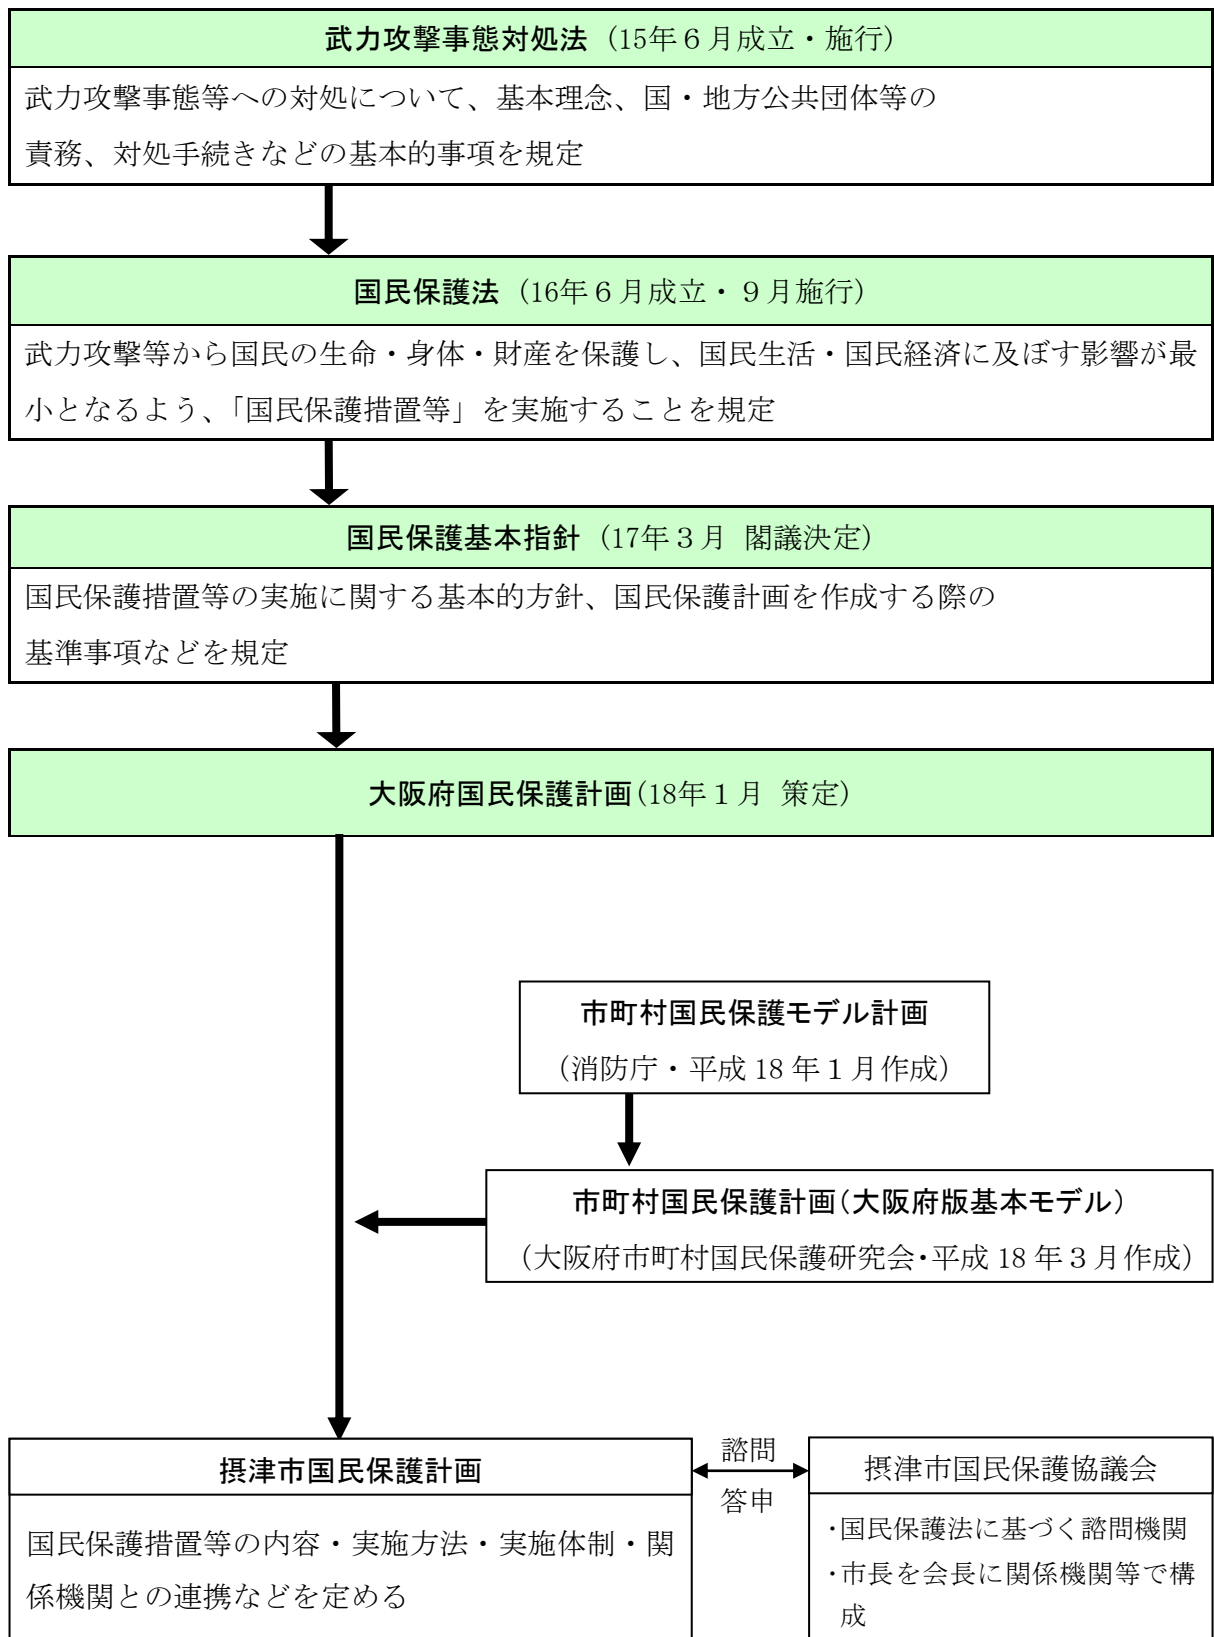 武力攻撃事態対処法（15年６月成立・施行）
武力攻撃事態等への対処について、基本理念、国・地方公共団体等の
責務、対処手続きなどの基本的事項を規定
国民保護法（16年６月成立・９月施行）
武力攻撃等から国民の生命・身体・財産を保護し、国民生活・国民経済に及ぼす影響が最
小となるよう、「国民保護措置等」を実施することを規定
国民保護基本指針（17年３月 閣議決定）
国民保護措置等の実施に関する基本的方針、国民保護計画を作成する際の
基準事項などを規定
大阪府国民保護計画（18年１月 策定）
市町村国民保護モデル計画
（消防庁・平成 18 年１月作成）
市町村国民保護計画（大阪府版基本モデル）
（大阪府市町村国民保護研究会・平成 18 年３月作成）
摂津市国民保護計画
国民保護措置等の内容・実施方法・実施体制・関
係機関との連携などを定める
諮問
答申
摂津市国民保護協議会
・国民保護法に基づく諮問機関
・市長を会長に関係機関等で構
成